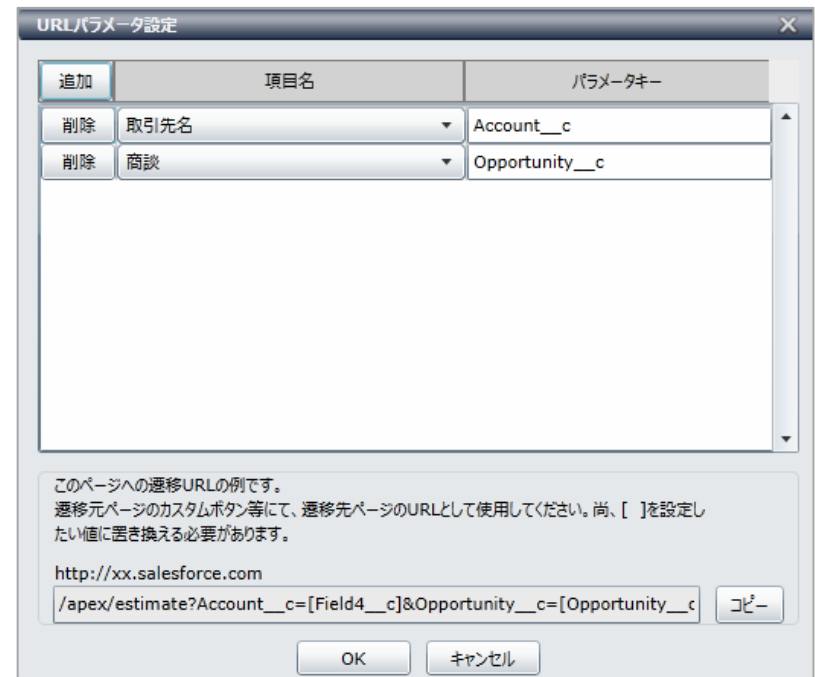 URLパラメータ設定
追加 項目名 パラメータキー
削除 取引先名 Account__c
削除 商談 Opportunity__c
このページへの遷移URLの例です。
遷移元ページのカスタムボタン等にて、遷移先ページのURLとして使用してください。尚、[ ]を設定し
たい値に置き換える必要があります。
http://xx.salesforce.com
/apex/estimate?Account__c=[Field4__c]&Opportunity__c=[Opportunity__c コピー
OK キャンセル